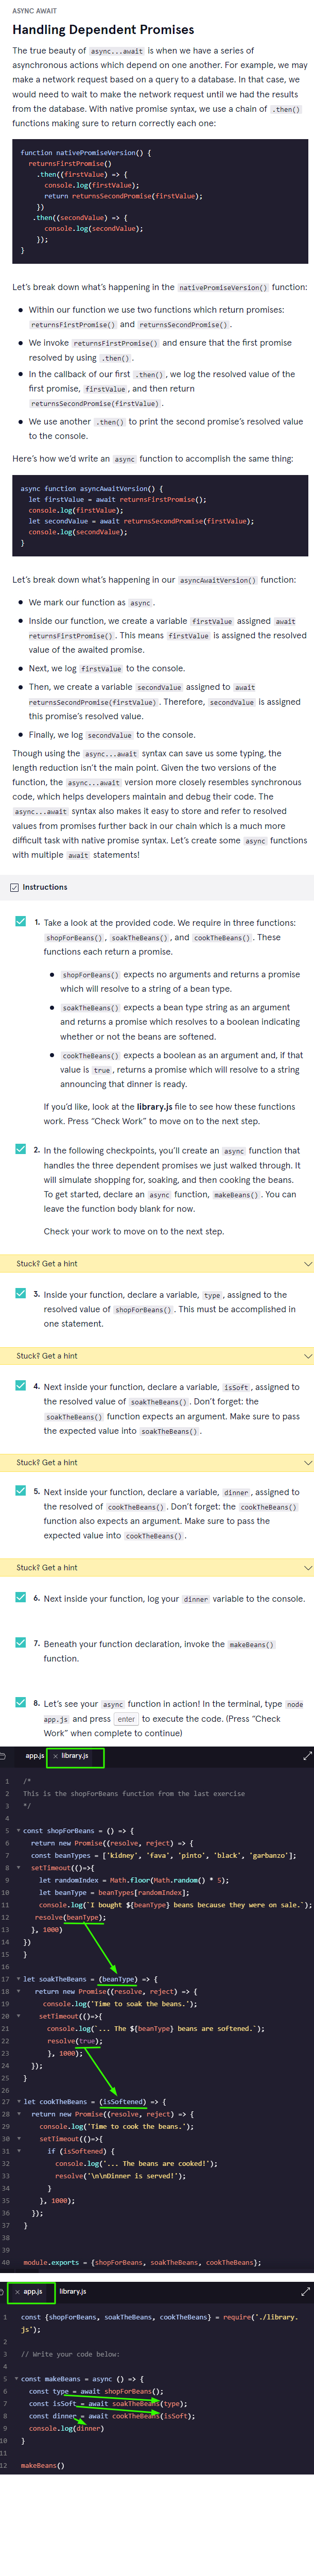 ASYNC AWAIT
Handling Dependent Promises
The true beauty of async...await is when we have a series of
asynchronous actions which depend on one another. For example, we may
make a network request based on a query to a database. In that case, we
would need to wait to make the network request until we had the results
from the database. With native promise syntax, we use a chain of .then()
functions making sure to return correctly each one:
function nativePromiseVersion() {
returnsFirstPromise()
.then((firstValue) => {
console.log(firstValue);
return returnsSecondPromise(firstValue);
})
.then((secondValue) => {
console.log(secondValue);
});
}
Let's break down what's happening in the nativePromiseVersion() function:
• Within our function we use two functions which return promises:
returnsFirstPromise() and returnsSecondPromise().
• We invoke returnsFirstPromise() and ensure that the first promise
resolved by using .then().
• In the callback of our first .then(), we log the resolved value of the
first promise, firstValue, and then return
returnsSecondPromise(firstValue).
• We use another .then() to print the second promise's resolved value
to the console.
Here's how we'd write an async function to accomplish the same thing:
async function asyncAwaitVersion() {
let firstValue = await returnsFirstPromise();
console.log(firstValue);
let secondValue = await returnsSecondPromise(firstValue);
console.log(secondValue);
}
Let's break down what's happening in our asyncAwaitVersion() function:
• We mark our function as async.
• Inside our function, we create a variable firstValue assigned await
returnsFirstPromise(). This means firstValue is assigned the resolved
value of the awaited promise.
• Next, we log firstValue to the console.
• Then, we create a variable secondValue assigned to await
returnsSecondPromise(firstValue). Therefore, secondValue is assigned
this promise's resolved value.
• Finally, we log secondValue to the console.
Though using the async...await syntax can save us some typing, the
length reduction isn't the main point. Given the two versions of the
function, the async...await version more closely resembles synchronous
code, which helps developers maintain and debug their code. The
async...await syntax also makes it easy to store and refer to resolved
values from promises further back in our chain which is a much more
difficult task with native promise syntax. Let's create some async functions
with multiple await statements!
Instructions
1. Take a look at the provided code. We require in three functions:
shopForBeans(), soakTheBeans(), and cookTheBeans(). These
functions each return a promise.
• shopForBeans() expects no arguments and returns a promise
which will resolve to a string of a bean type.
• soakTheBeans() expects a bean type string as an argument
and returns a promise which resolves to a boolean indicating
whether or not the beans are softened.
• cookTheBeans() expects a boolean as an argument and, if that
value is true, returns a promise which will resolve to a string
announcing that dinner is ready.
If you'd like, look at the library.js file to see how these functions
work. Press "Check Work" to move on to the next step.
2. In the following checkpoints, you'll create an async function that
handles the three dependent promises we just walked through. It
will simulate shopping for, soaking, and then cooking the beans.
To get started, declare an async function, makeBeans(). You can
leave the function body blank for now.
Check your work to move on to the next step.
Stuck? Get a hint
3. Inside your function, declare a variable, type, assigned to the
resolved value of shopForBeans(). This must be accomplished in
one statement.
Stuck? Get a hint
4. Next inside your function, declare a variable, isSoft, assigned to
the resolved value of soakTheBeans(). Don't forget: the
soakTheBeans() function expects an argument. Make sure to pass
the expected value into soakTheBeans().
Stuck? Get a hint
5. Next inside your function, declare a variable, dinner, assigned to
the resolved of cookTheBeans(). Don't forget: the cookTheBeans()
function also expects an argument. Make sure to pass the
expected value into cookTheBeans().
Stuck? Get a hint
6. Next inside your function, log your dinner variable to the console.
7. Beneath your function declaration, invoke the makeBeans()
function.
8. Let's see your async function in action! In the terminal, type node
app.js and press enter to execute the code. (Press "Check
Work" when complete to continue)
app.js × library.js
1 /*
2 This is the shopForBeans function from the last exercise
3 */
4
5 const shopForBeans = () => {
6 return new Promise((resolve, reject) => {
7 const beanTypes = ['kidney', 'fava', 'pinto', 'black', 'garbanzo'];
8 setTimeout(()=>{
9 let randomIndex = Math.floor(Math.random() * 5);
10 let beanType = beanTypes[randomIndex];
11 console.log(`I bought ${beanType} beans because they were on sale.`);
12 resolve(beanType);
13 }, 1000)
14 })
15 }
16
17 let soakTheBeans = (beanType) => {
18 return new Promise((resolve, reject) => {
19 console.log('Time to soak the beans.');
20 setTimeout(()=>{
21 console.log(`... The ${beanType} beans are softened.`);
22 resolve(true);
23 }, 1000);
24 });
25 }
26
27 let cookTheBeans = (isSoftened) => {
28 return new Promise((resolve, reject) => {
29 console.log('Time to cook the beans.');
30 setTimeout(()=>{
31 if (isSoftened) {
32 console.log('... The beans are cooked!');
33 resolve('\n\nDinner is served!');
34 }
35 }, 1000);
36 });
37 }
38
39
40 module.exports = {shopForBeans, soakTheBeans, cookTheBeans};
× app.js library.js
1 const {shopForBeans, soakTheBeans, cookTheBeans} = require('./library.
js');
2
3 // Write your code below:
4
5 const makeBeans = async () => {
6 const type = await shopForBeans();
7 const isSoft = await soakTheBeans(type);
8 const dinner = await cookTheBeans(isSoft);
9 console.log(dinner)
10 }
11
12 makeBeans()